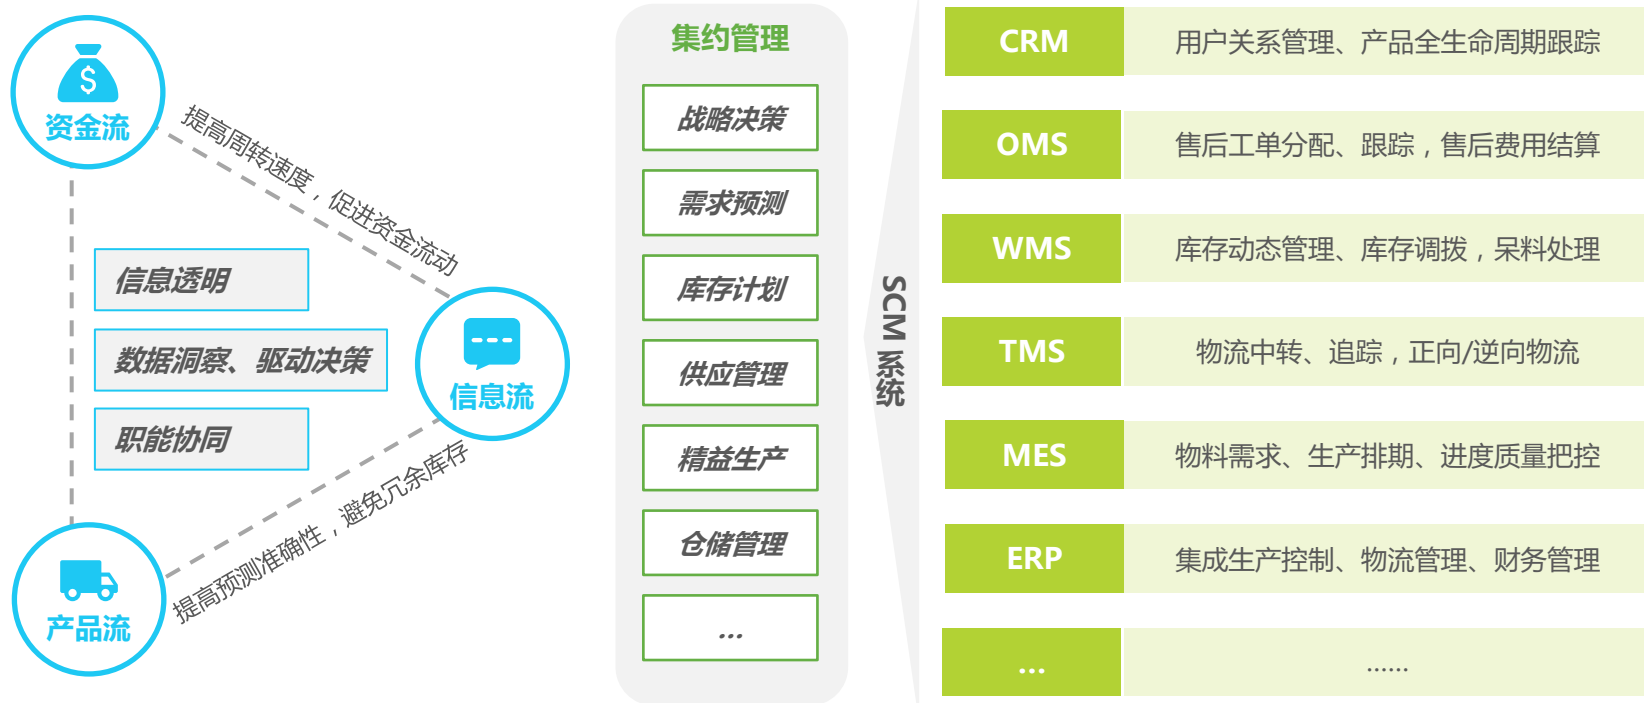 $
资金流
提高周转速度，促进资金流动
信息透明
数据洞察、驱动决策
职能协同
信息流
提高预测准确性，避免冗余库存
产品流
集约管理
战略决策
需求预测
库存计划
供应管理
精益生产
仓储管理
...
SCM 系统
CRM 用户关系管理、产品全生命周期跟踪
OMS 售后工单分配、跟踪，售后费用结算
WMS 库存动态管理、库存调拨，呆料处理
TMS 物流中转、追踪，正向/逆向物流
MES 物料需求、生产排期、进度质量把控
ERP 集成生产控制、物流管理、财务管理
... ......